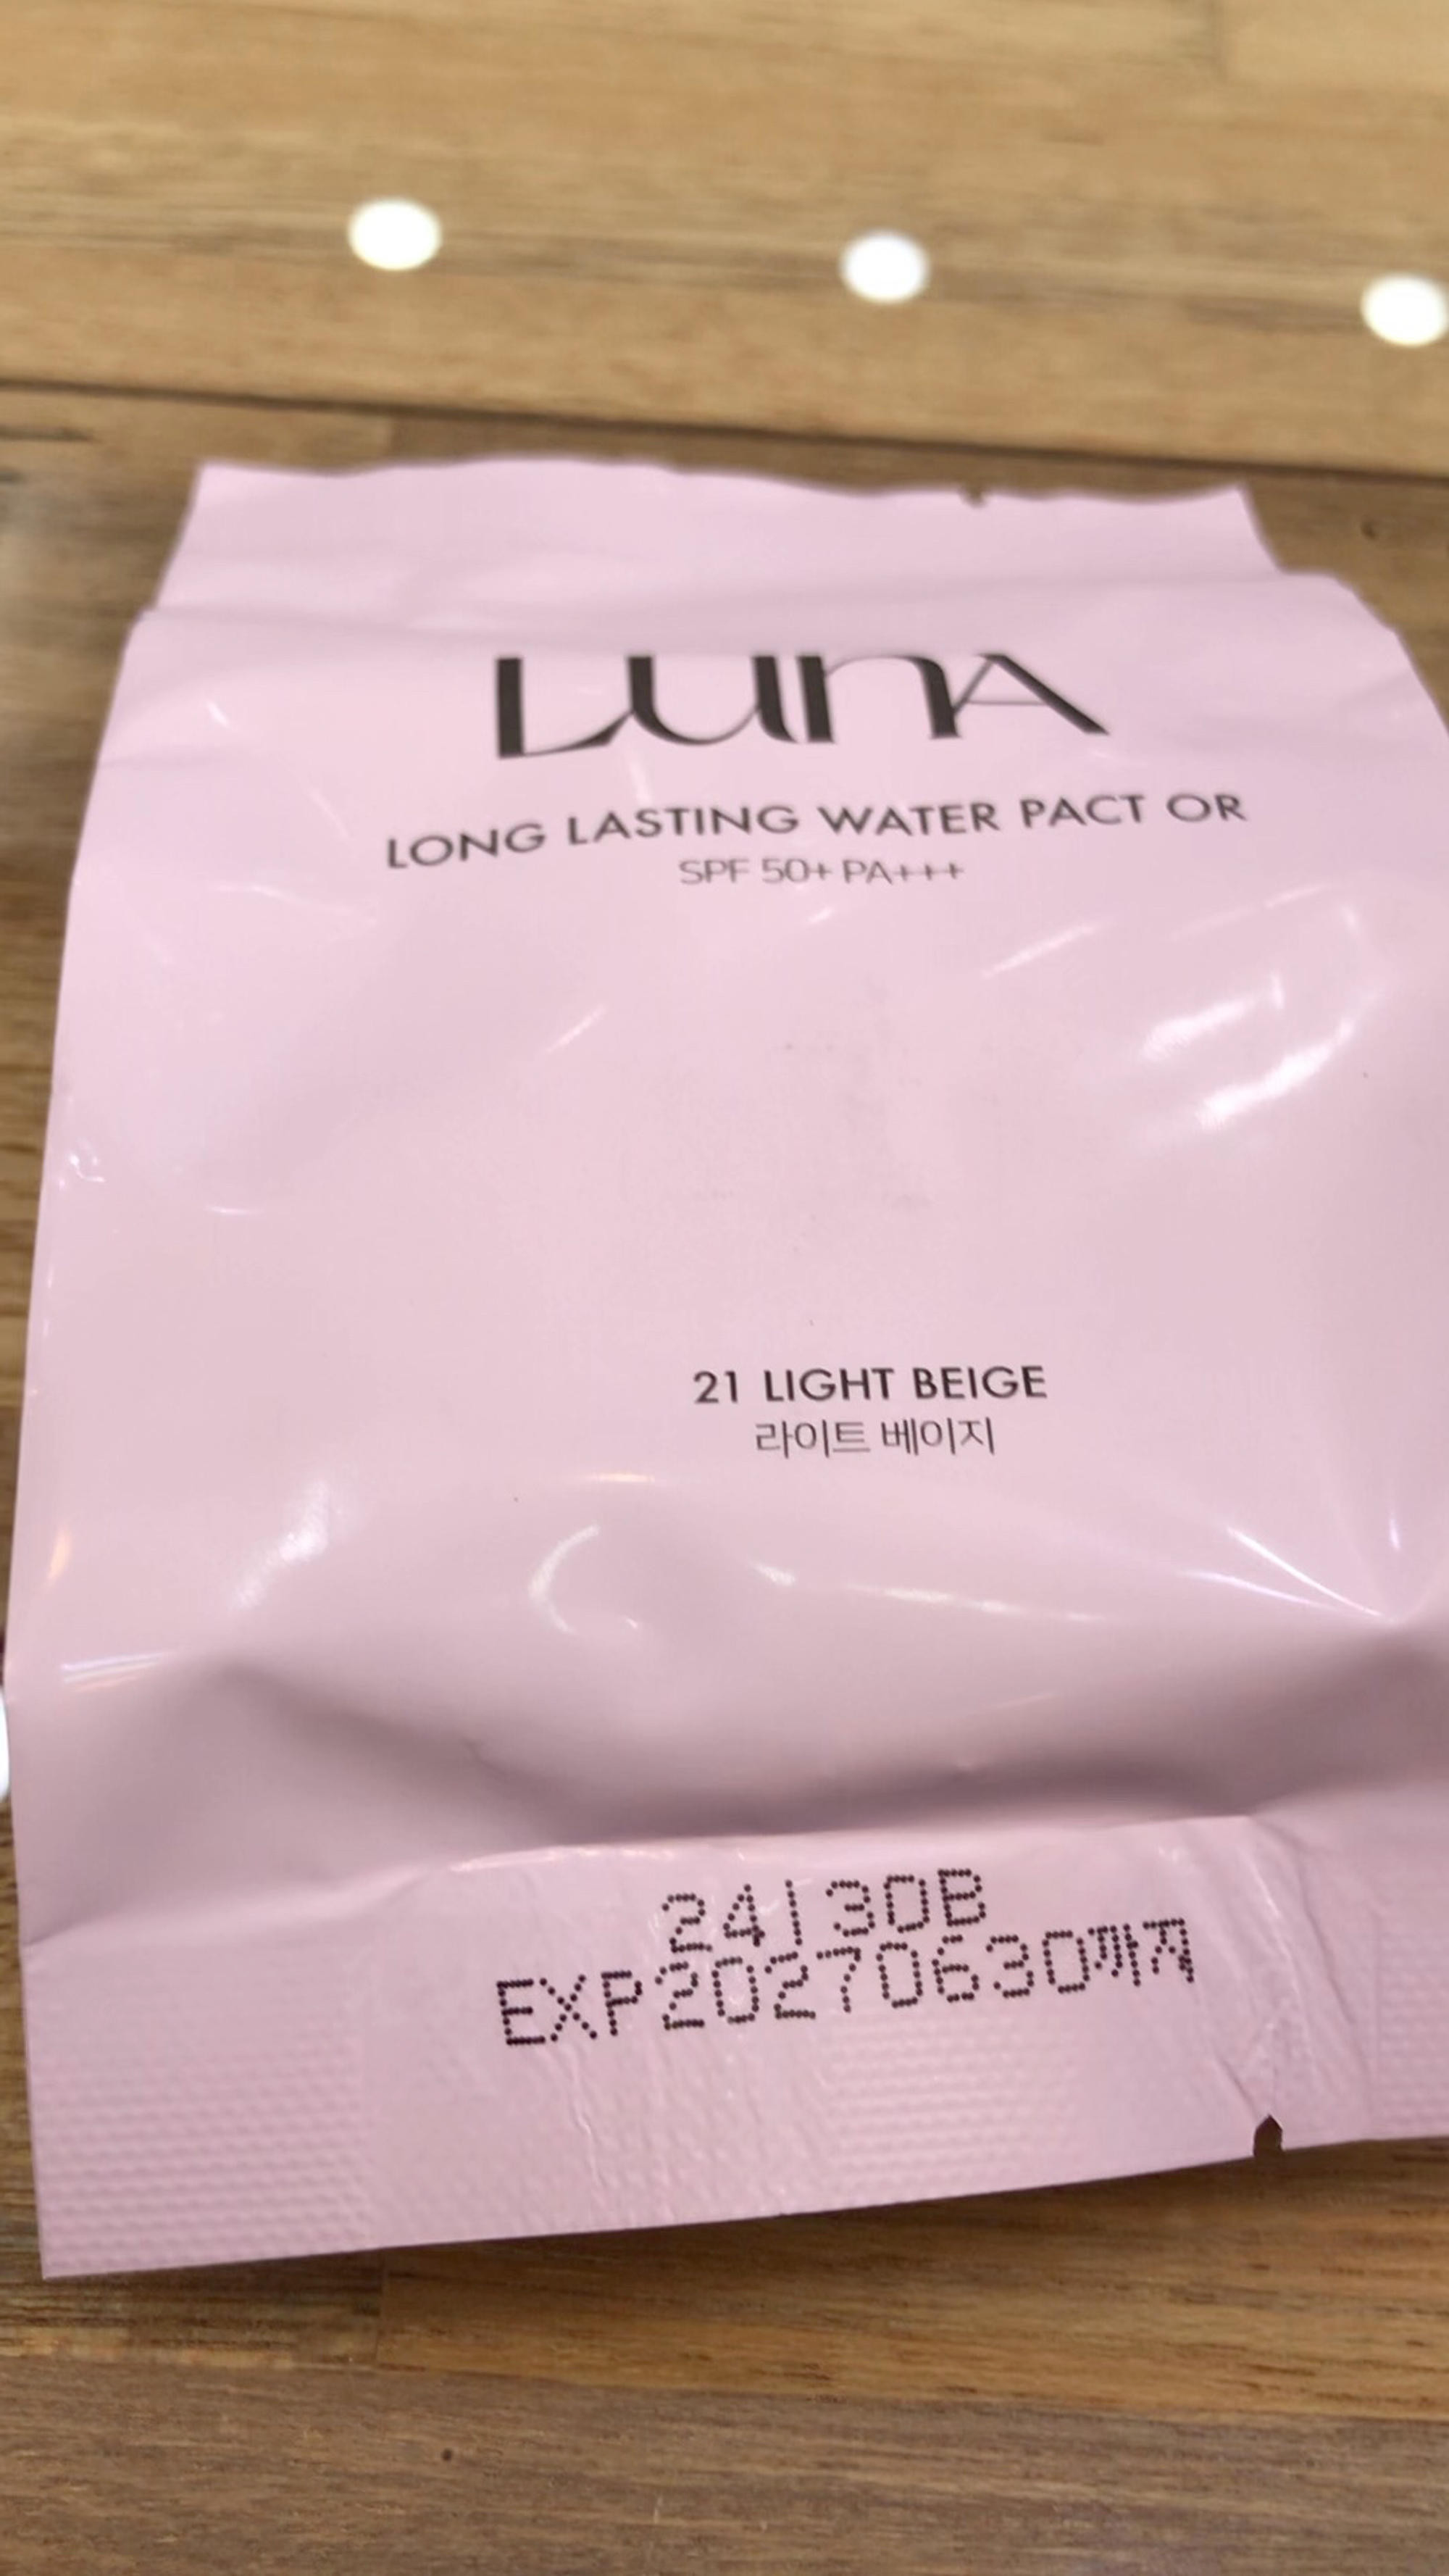 LUNA
LONG LASTING WATER PACT OR
SPF 50+ PA+++
21 LIGHT BEIGE
라이트 베이지
24J30B
EXP20270630까지